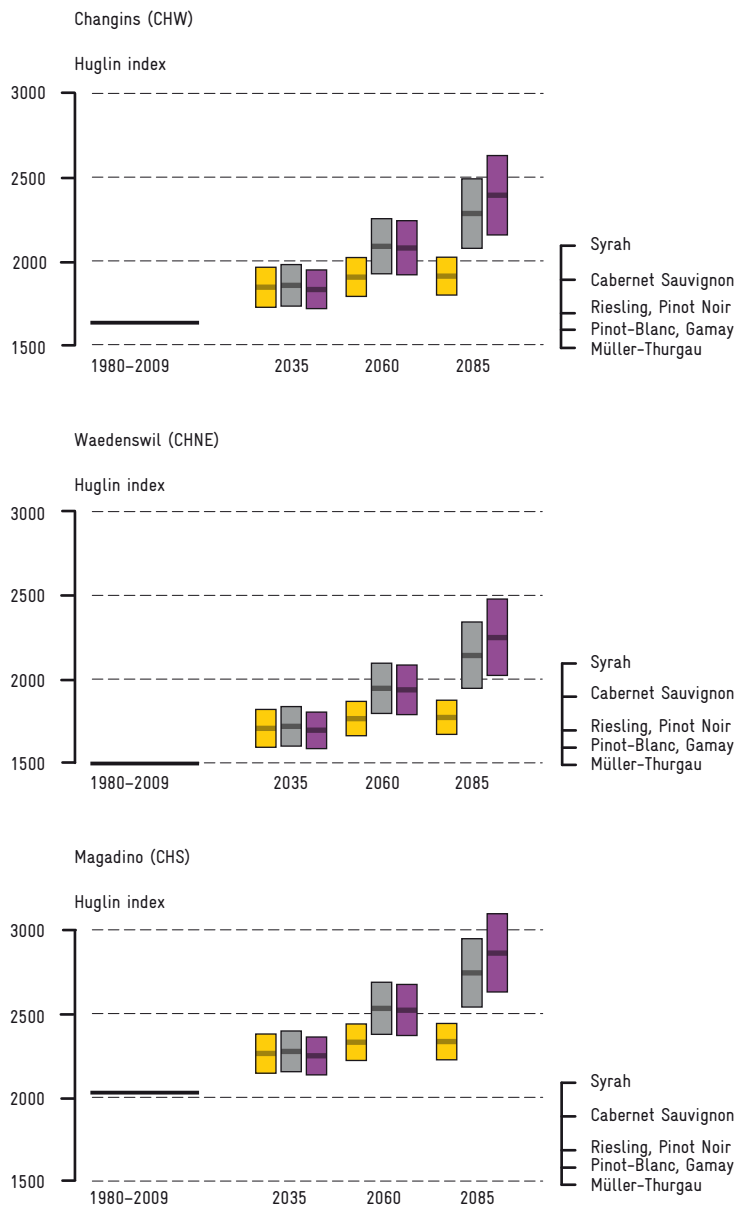 Changins (CHW)
Huglin index
3000
2500
2000
1500
1980–2009 2035 2060 2085
Syrah
Cabernet Sauvignon
Riesling, Pinot Noir
Pinot-Blanc, Gamay
Müller-Thurgau
Waedenswil (CHNE)
Huglin index
3000
2500
2000
1500
1980–2009 2035 2060 2085
Syrah
Cabernet Sauvignon
Riesling, Pinot Noir
Pinot-Blanc, Gamay
Müller-Thurgau
Magadino (CHS)
Huglin index
3000
2500
2000
1500
1980–2009 2035 2060 2085
Syrah
Cabernet Sauvignon
Riesling, Pinot Noir
Pinot-Blanc, Gamay
Müller-Thurgau